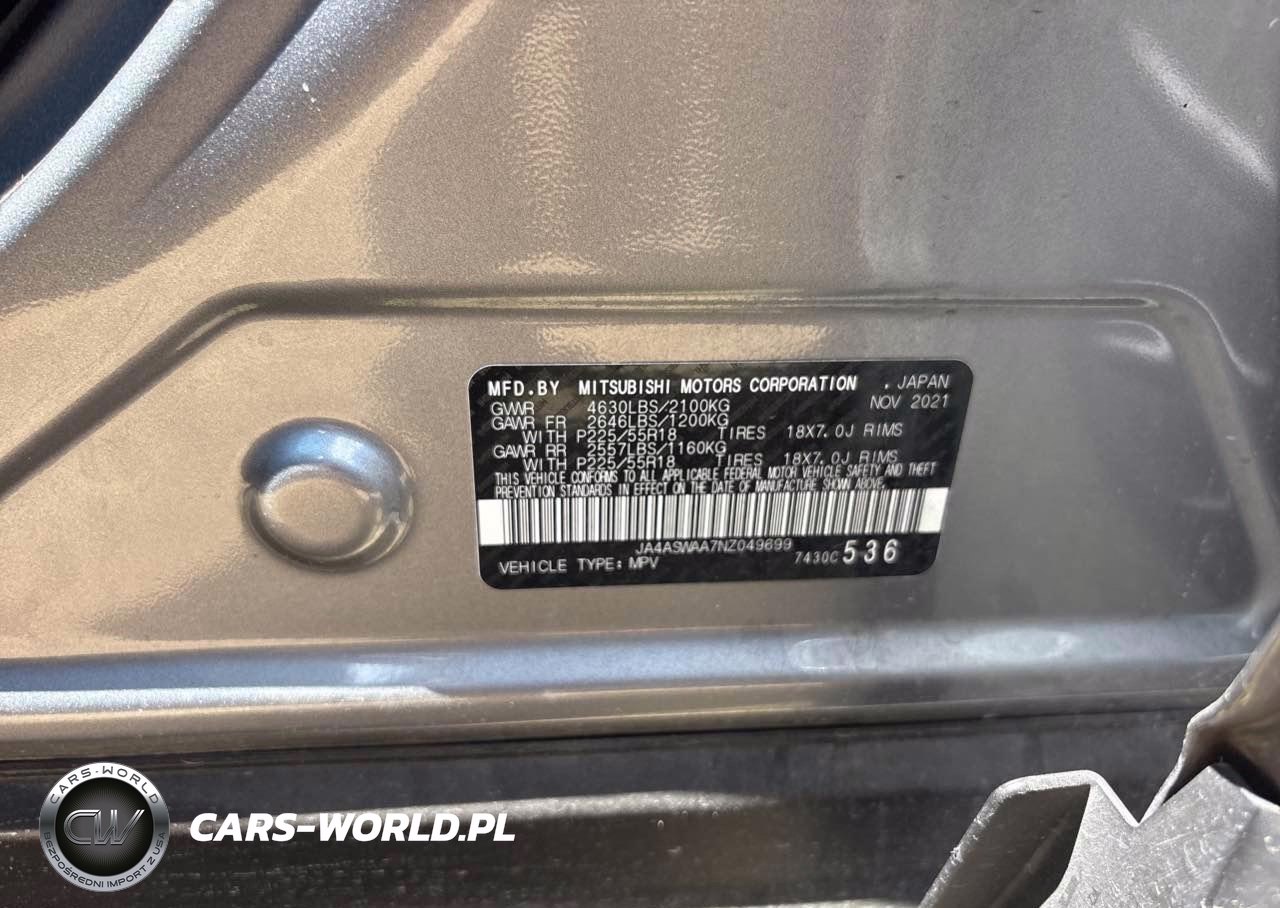 MFD.BY MITSUBISHI MOTORS CORPORATION . JAPAN
GVWR 4630LBS/2100KG NOV 2021
GAWR FR 2646LBS/1200KG
WITH P225/55R18 TIRES 18X7.0J RIMS
GAWR RR 2557LBS/1160KG
WITH P225/55R18 TIRES 18X7.0J RIMS
THIS VEHICLE CONFORMS TO ALL APPLICABLE FEDERAL MOTOR VEHICLE SAFETY AND THEFT
PREVENTION STANDARDS IN EFFECT ON THE DATE OF MANUFACTURE SHOWN ABOVE.
JA4ASWAA7NZ049699
VEHICLE TYPE: MPV 7430C 536
CARS-WORLD
CW
BEZPOŚREDNI IMPORT Z USA
CARS-WORLD.PL